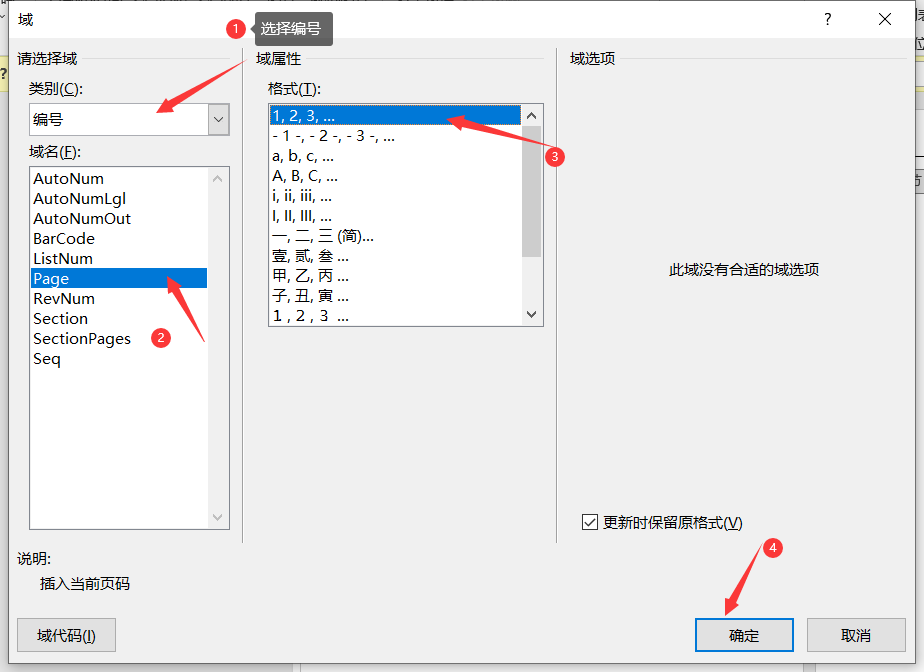 域
?
1
选择编号
请选择域
类别(C):
编号
域名(F):
AutoNum
AutoNumLgl
AutoNumOut
BarCode
ListNum
Page
RevNum
Section
SectionPages
Seq
2
域属性
格式(T):
1, 2, 3, ...
- 1 -, - 2 -, - 3 -, ...
a, b, c, ...
A, B, C, ...
i, ii, iii, ...
I, II, III, ...
一, 二, 三 (简)...
壹, 贰, 叁 ...
甲, 乙, 丙 ...
子, 丑, 寅 ...
1 , 2 , 3 ...
3
域选项
此域没有合适的域选项
更新时保留原格式(V)
4
说明:
插入当前页码
域代码(I)
确定
取消